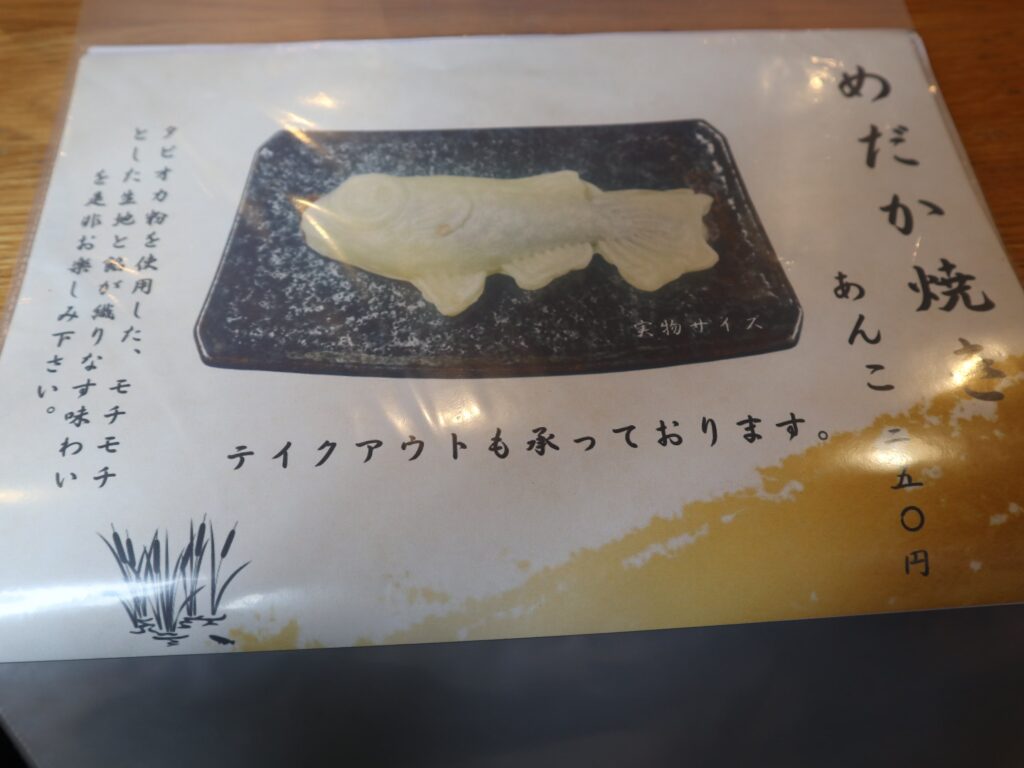 めだか焼き
あんこ 二五〇円
実物サイズ
テイクアウトも承っております。
タピオカ粉を使用した、モチモチ
とした生地と餡が織りなす味わい
を是非お楽しみ下さい。